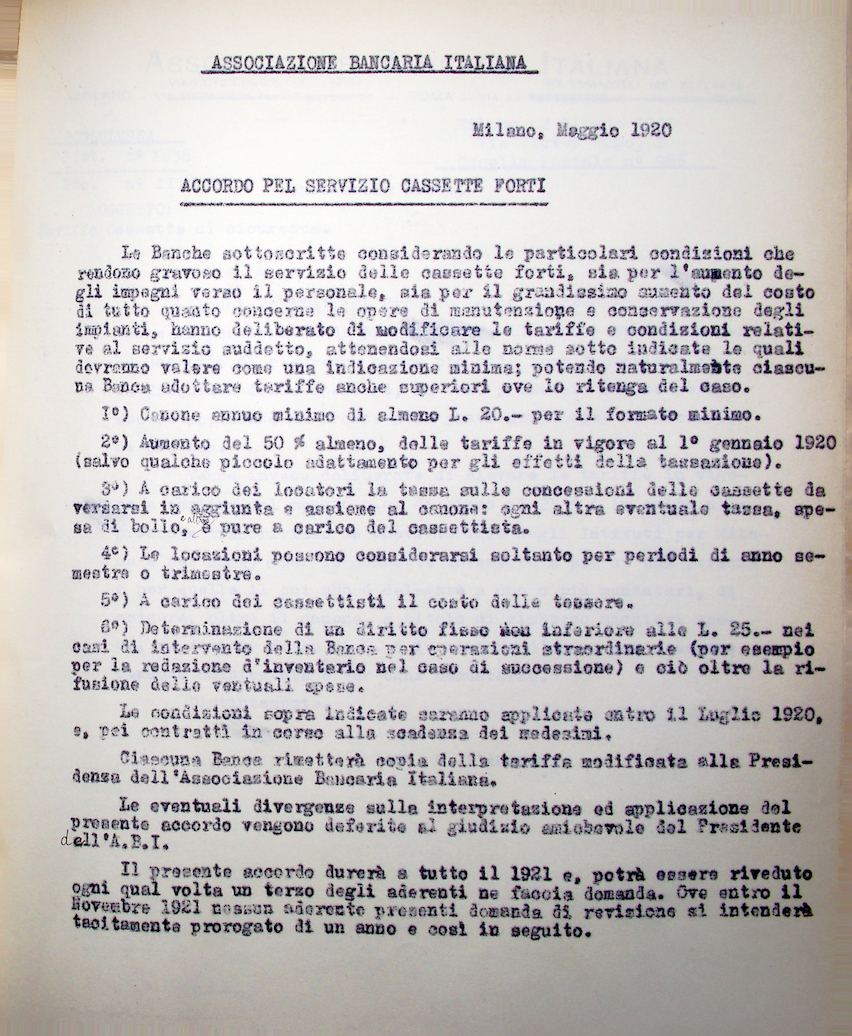 ASSOCIAZIONE BANCARIA ITALIANA
Milano, Maggio 1920
ACCORDO PEL SERVIZIO CASSETTE FORTI
Le Banche sottoscritte considerando le particolari condizioni che
rendono gravoso il servizio delle cassette forti, sia per l'aumento de-
gli impegni verso il personale, sia per il grandissimo aumento del costo
di tutto quanto concerne le opere di manutenzione e conservazione degli
impianti, hanno deliberato di modificare le tariffe e condizioni relati-
ve al servizio suddetto, attenendosi alle norme sotto indicate le quali
dovranno valere come una indicazione minima; potendo naturalmente ciascu-
na Banca adottare tariffe anche superiori ove lo ritenga del caso.
1°) Canone annuo minimo di almeno L. 20.- per il formato minimo.
2°) Aumento del 50 % almeno, delle tariffe in vigore al 1° gennaio 1920
(salvo qualche piccolo adattamento per gli effetti della tassazione).
3°) A carico dei locatori la tassa sulle concessioni delle cassette da
versarsi in aggiunta e assieme al canone: ogni altra eventuale tassa, spe-
sa di bollo, è pure a carico del cassettista.
4°) Le locazioni possono considerarsi soltanto per periodi di anno se-
mestre o trimestre.
5°) A carico dei cassettisti il costo delle tessere.
6°) Determinazione di un diritto fisso non inferiore alle L. 25.- nei
casi di intervento della Banca per operazioni straordinarie (per esempio
per la redazione d'inventario nel caso di successione) e ciò oltre la ri-
fusione delle ventuali spese.
Le condizioni sopra indicate saranno applicate entro il Luglio 1920,
e, pei contratti in corso alla scadenza dei medesimi.
Ciascuna Banca rimetterà copia della tariffa modificata alla Presi-
denza dell'Associazione Bancaria Italiana.
Le eventuali divergenze sulla interpretazione ed applicazione del
presente accordo vengono deferite al giudizio amichevole del Presidente
dell'A.B.I.
Il presente accordo durerà a tutto il 1921 e, potrà essere riveduto
ogni qual volta un terzo degli aderenti ne faccia domanda. Ove entro il
Novembre 1921 nessun aderente presenti domanda di revisione si intenderà
tacitamente prorogato di un anno e così in seguito.